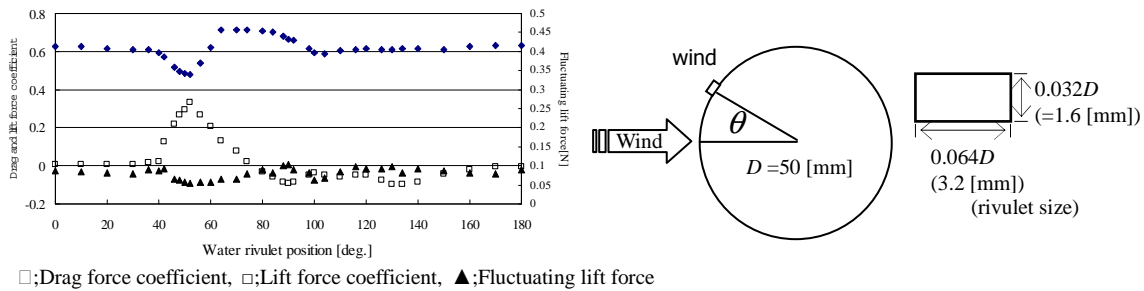 Drag and lift force coefficient
Fluctuating lift force[N]
0.8
0.6
0.4
0.2
0
-0.2
0.5
0.45
0.4
0.35
0.3
0.25
0.2
0.15
0.1
0.05
0
0 20 40 60 80 100 120 140 160 180
Water rivulet position [deg.]
□;Drag force coefficient, □;Lift force coefficient, ▲;Fluctuating lift force
wind
Wind
θ
D =50 [mm]
0.032D
(=1.6 [mm])
0.064D
(3.2 [mm])
(rivulet size)